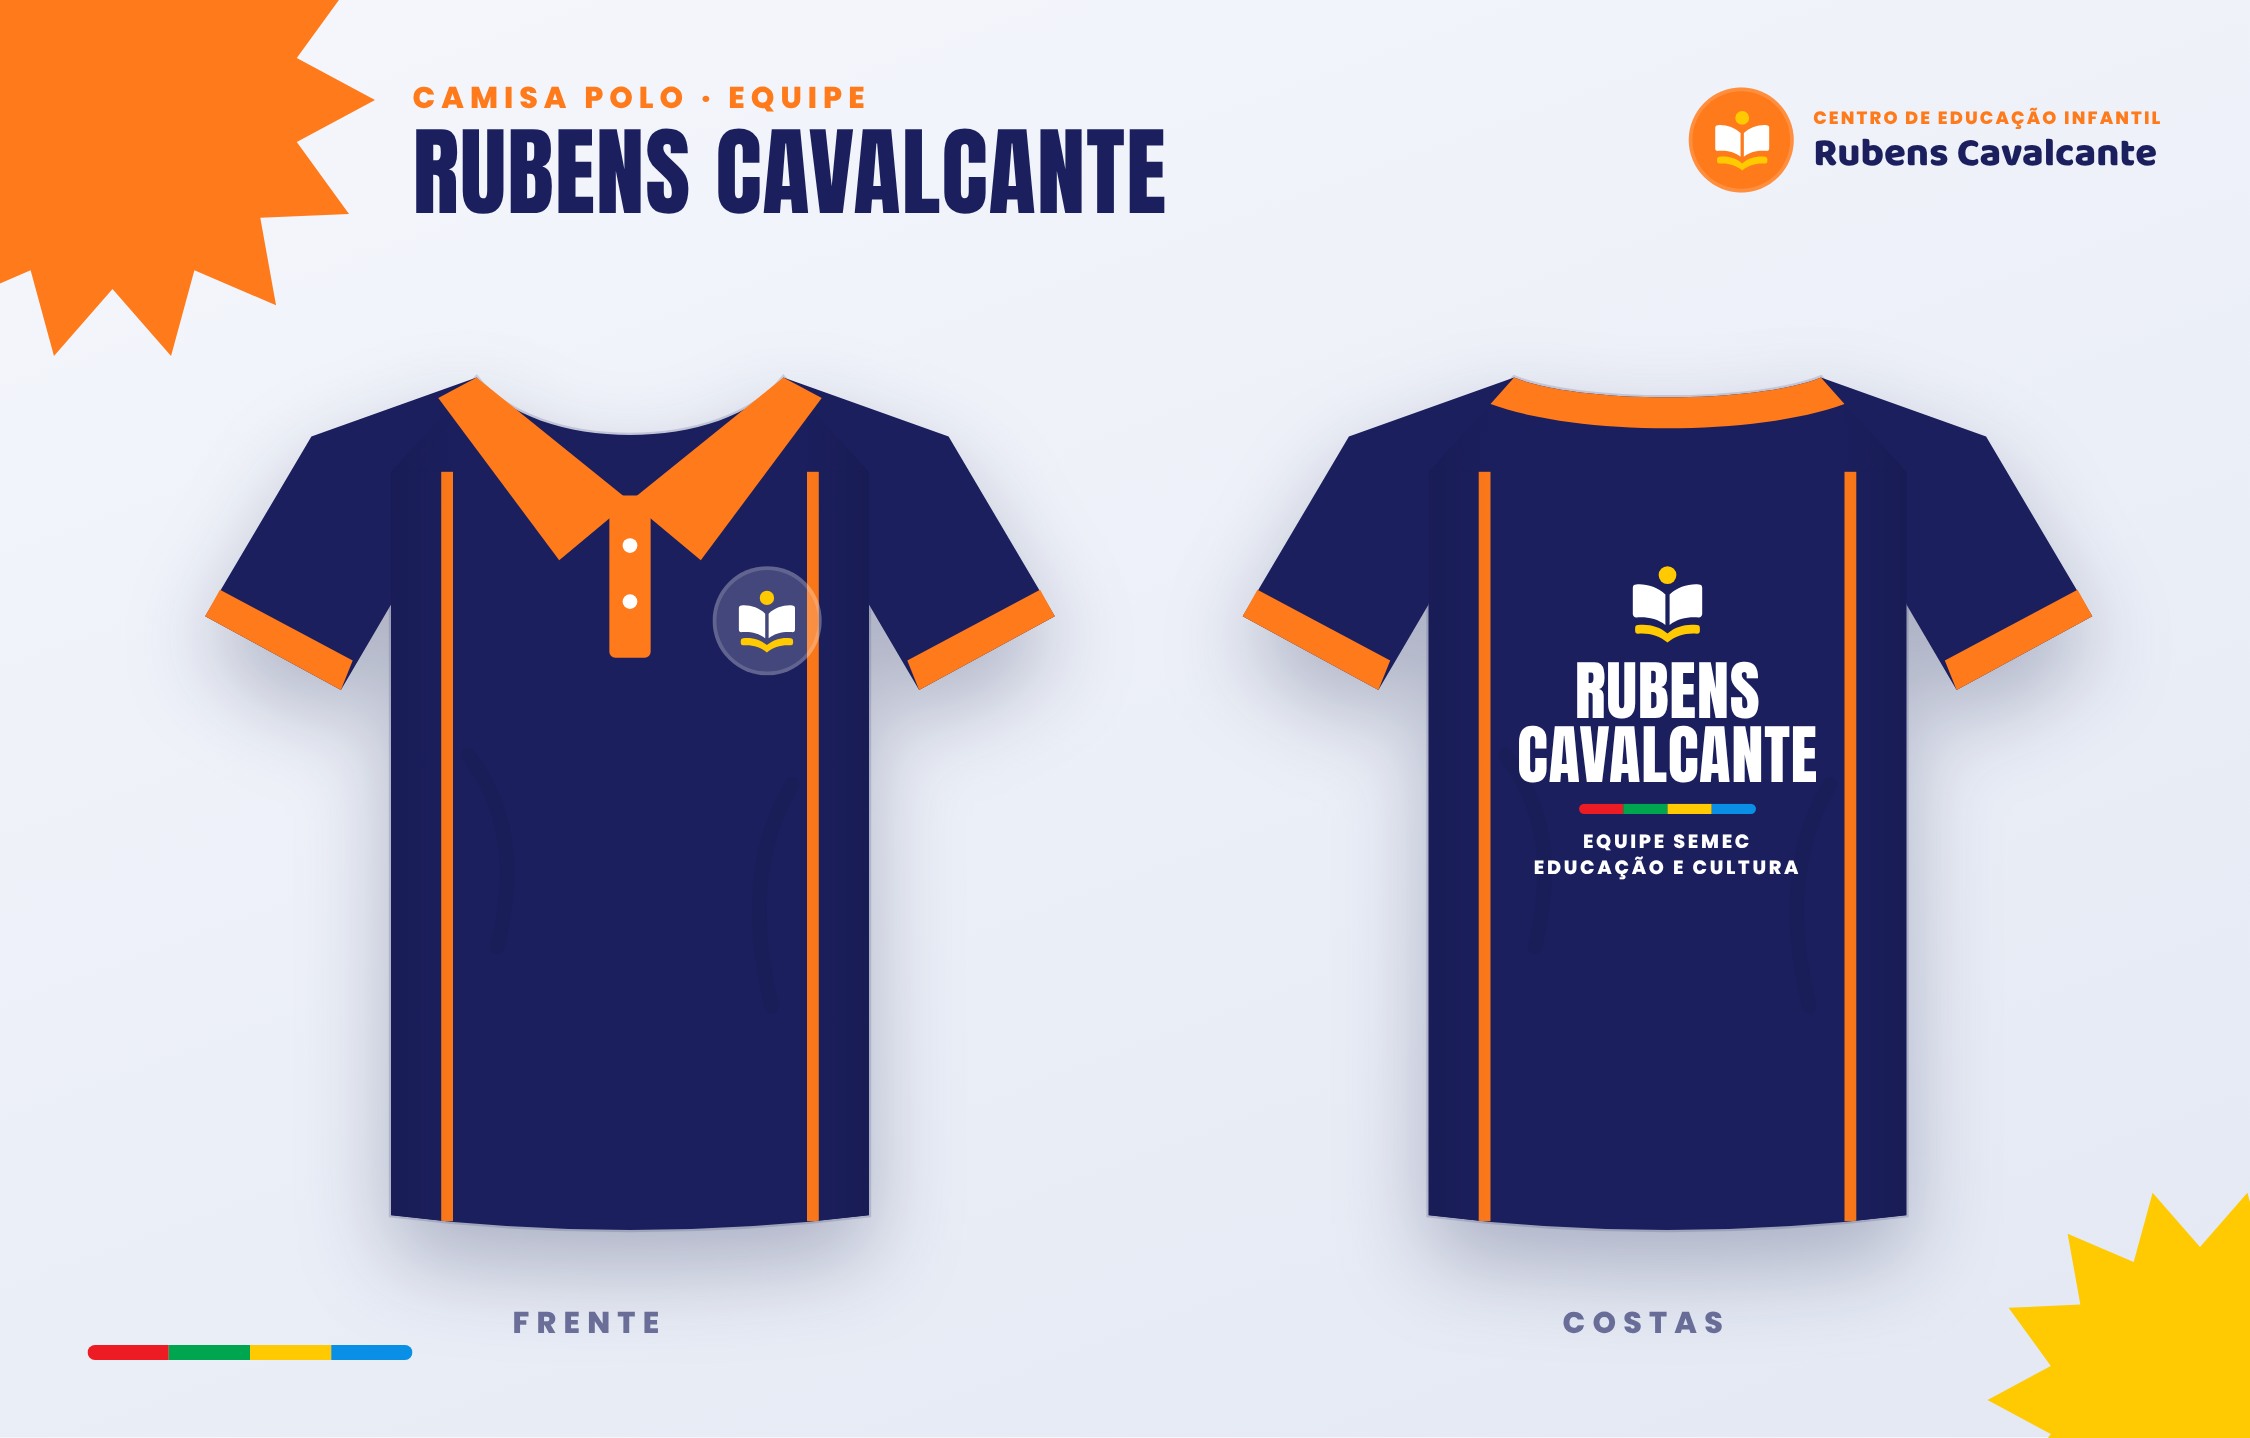 CAMISA POLO · EQUIPE
RUBENS CAVALCANTE
CENTRO DE EDUCAÇÃO INFANTIL
Rubens Cavalcante
RUBENS
CAVALCANTE
EQUIPE SEMEC
EDUCAÇÃO E CULTURA
FRENTE
COSTAS